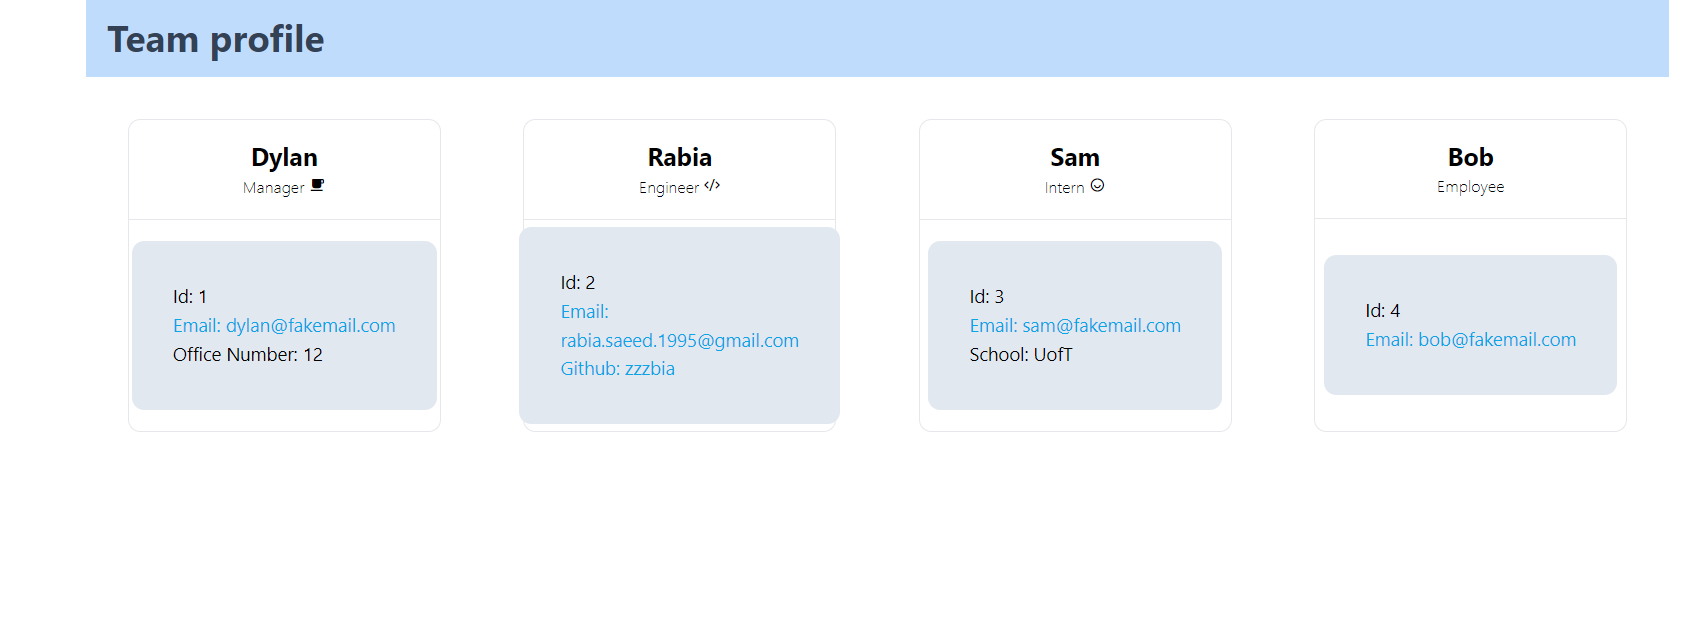 Team profile
Dylan
Manager
Id: 1
Email: dylan@fakemail.com
Office Number: 12
Rabia
Engineer
Id: 2
Email:
rabia.saeed.1995@gmail.com
Github: zzzbia
Sam
Intern
Id: 3
Email: sam@fakemail.com
School: UofT
Bob
Employee
Id: 4
Email: bob@fakemail.com